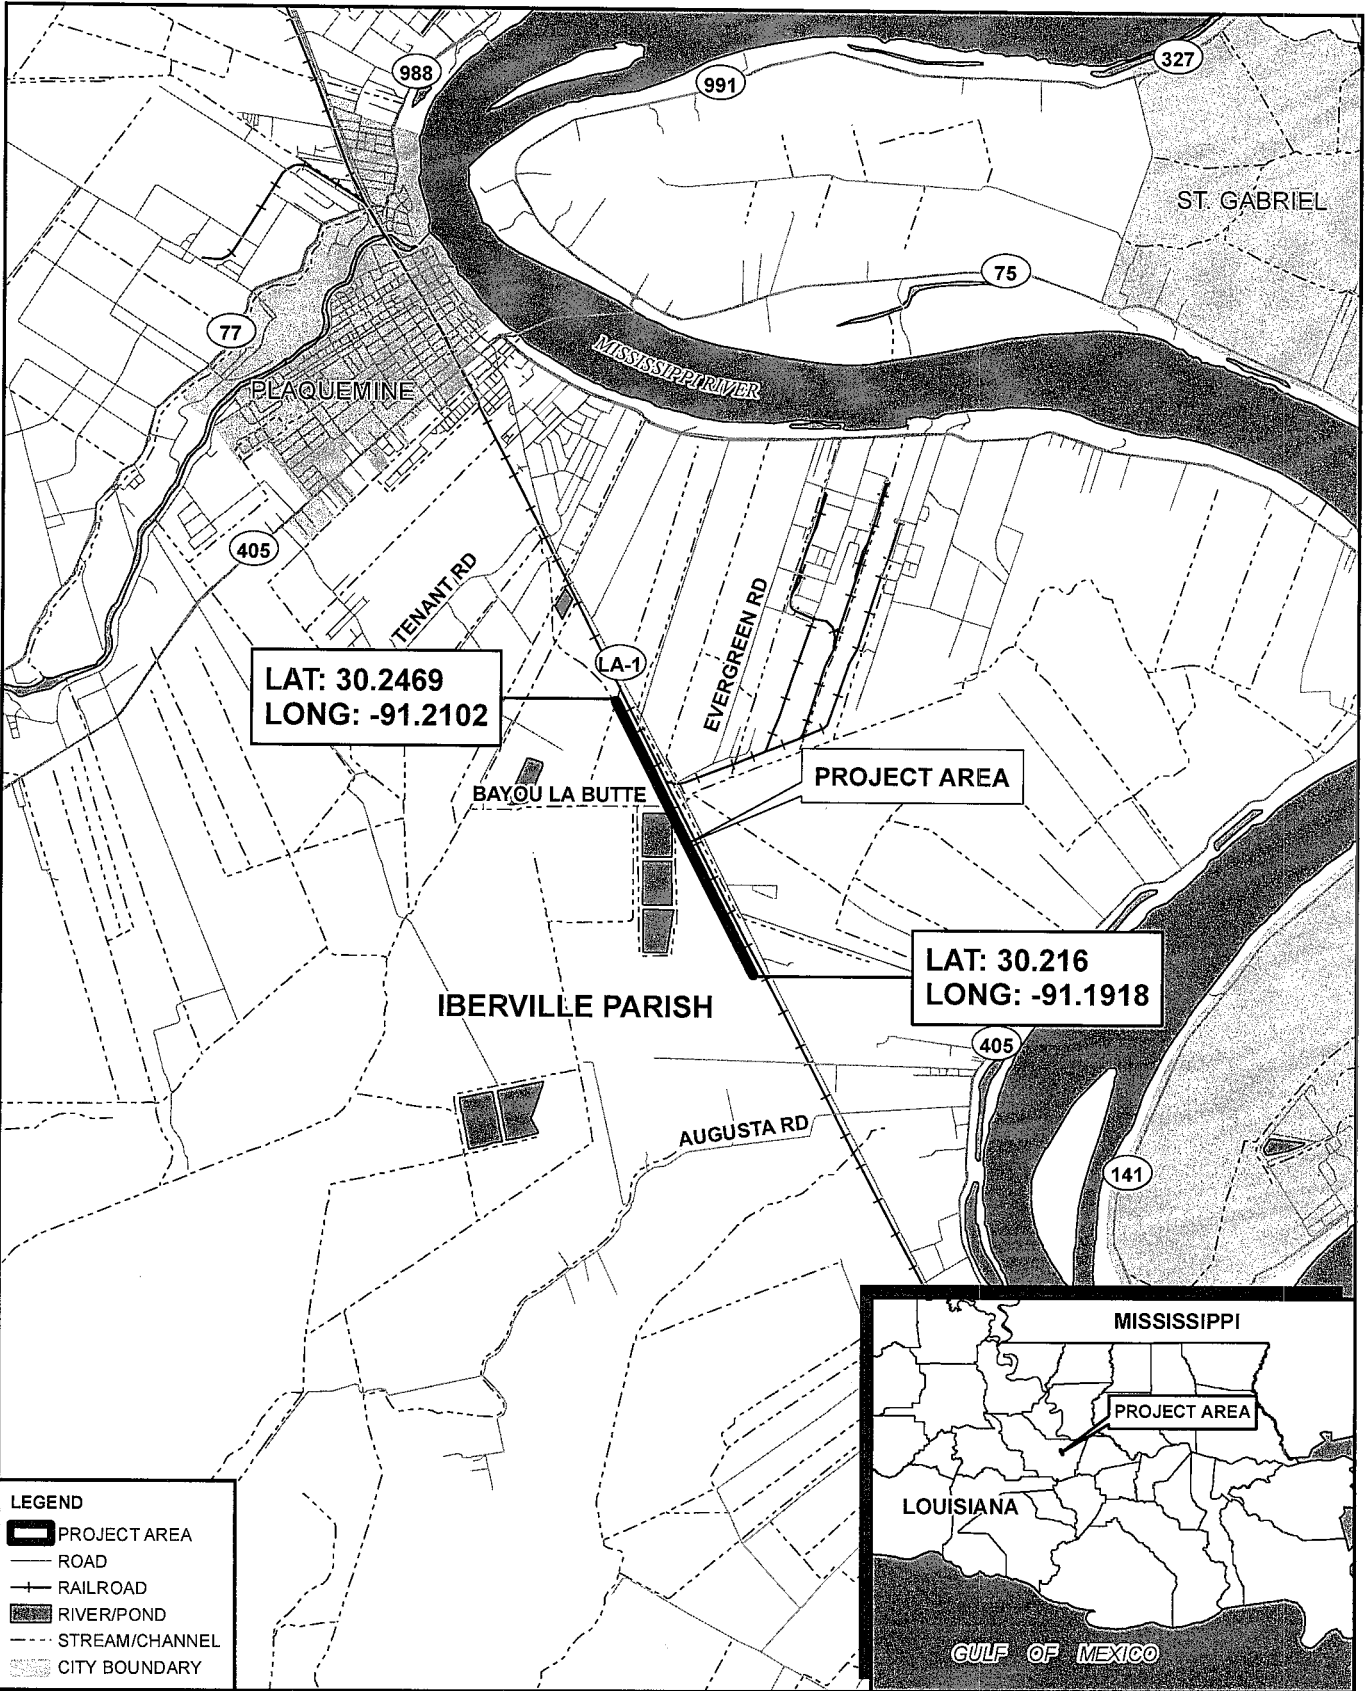 988
991
327
ST. GABRIEL
75
77
MISSISSIPPI RIVER
PLAQUEMINE
405
TENANT RD
EVERGREEN RD
LA-1
LAT: 30.2469
LONG: -91.2102
PROJECT AREA
BAYOU LA BUTTE
LAT: 30.216
LONG: -91.1918
IBERVILLE PARISH
405
AUGUSTA RD
141
MISSISSIPPI
PROJECT AREA
LOUISIANA
GULF OF MEXICO
LEGEND
PROJECT AREA
ROAD
RAILROAD
RIVER/POND
STREAM/CHANNEL
CITY BOUNDARY